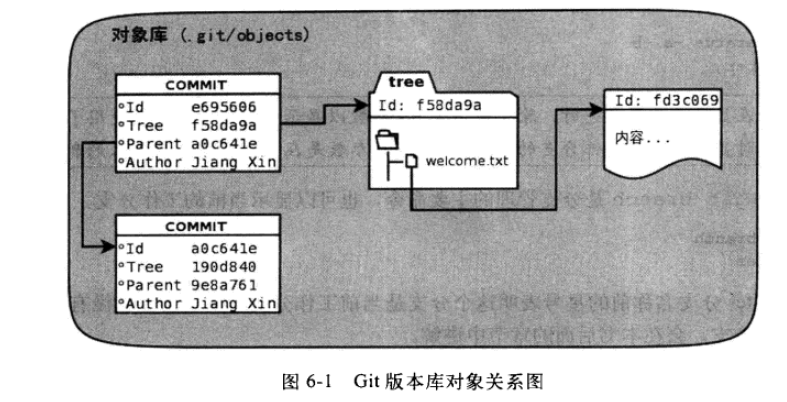 对象库 (.git/objects)
COMMIT
Id e695606
Tree f58da9a
Parent a0c641e
Author Jiang Xin
tree
Id: f58da9a
welcome.txt
Id: fd3c069
内容...
COMMIT
Id a0c641e
Tree 190d840
Parent 9e8a761
Author Jiang Xin
图 6-1 Git 版本库对象关系图